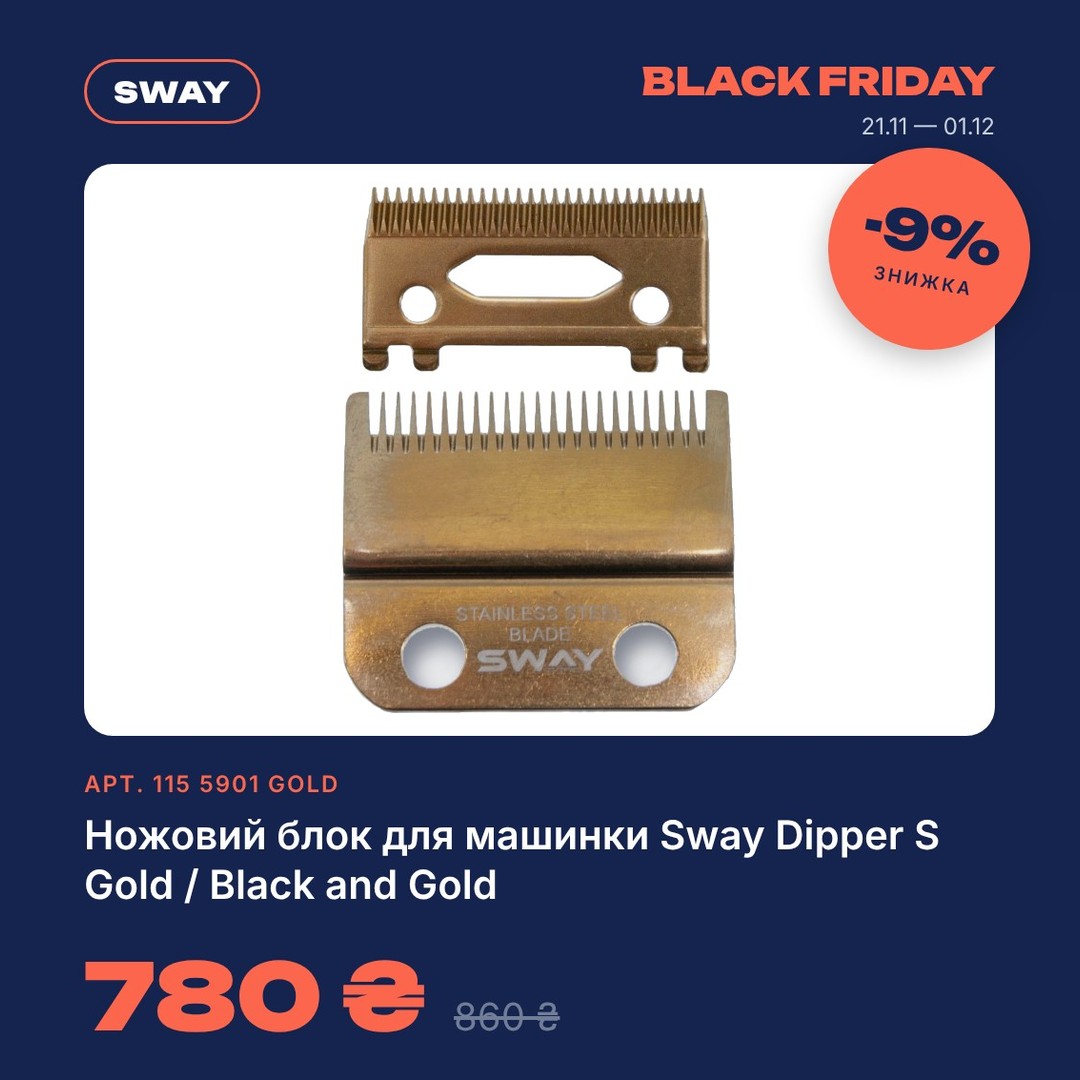 SWAY
BLACK FRIDAY
21.11 — 01.12
-9%
ЗНИЖКА
STAINLESS STEEL
BLADE
SWAY
АРТ. 115 5901 GOLD
Ножовий блок для машинки Sway Dipper S
Gold / Black and Gold
780 ₴
860 ₴